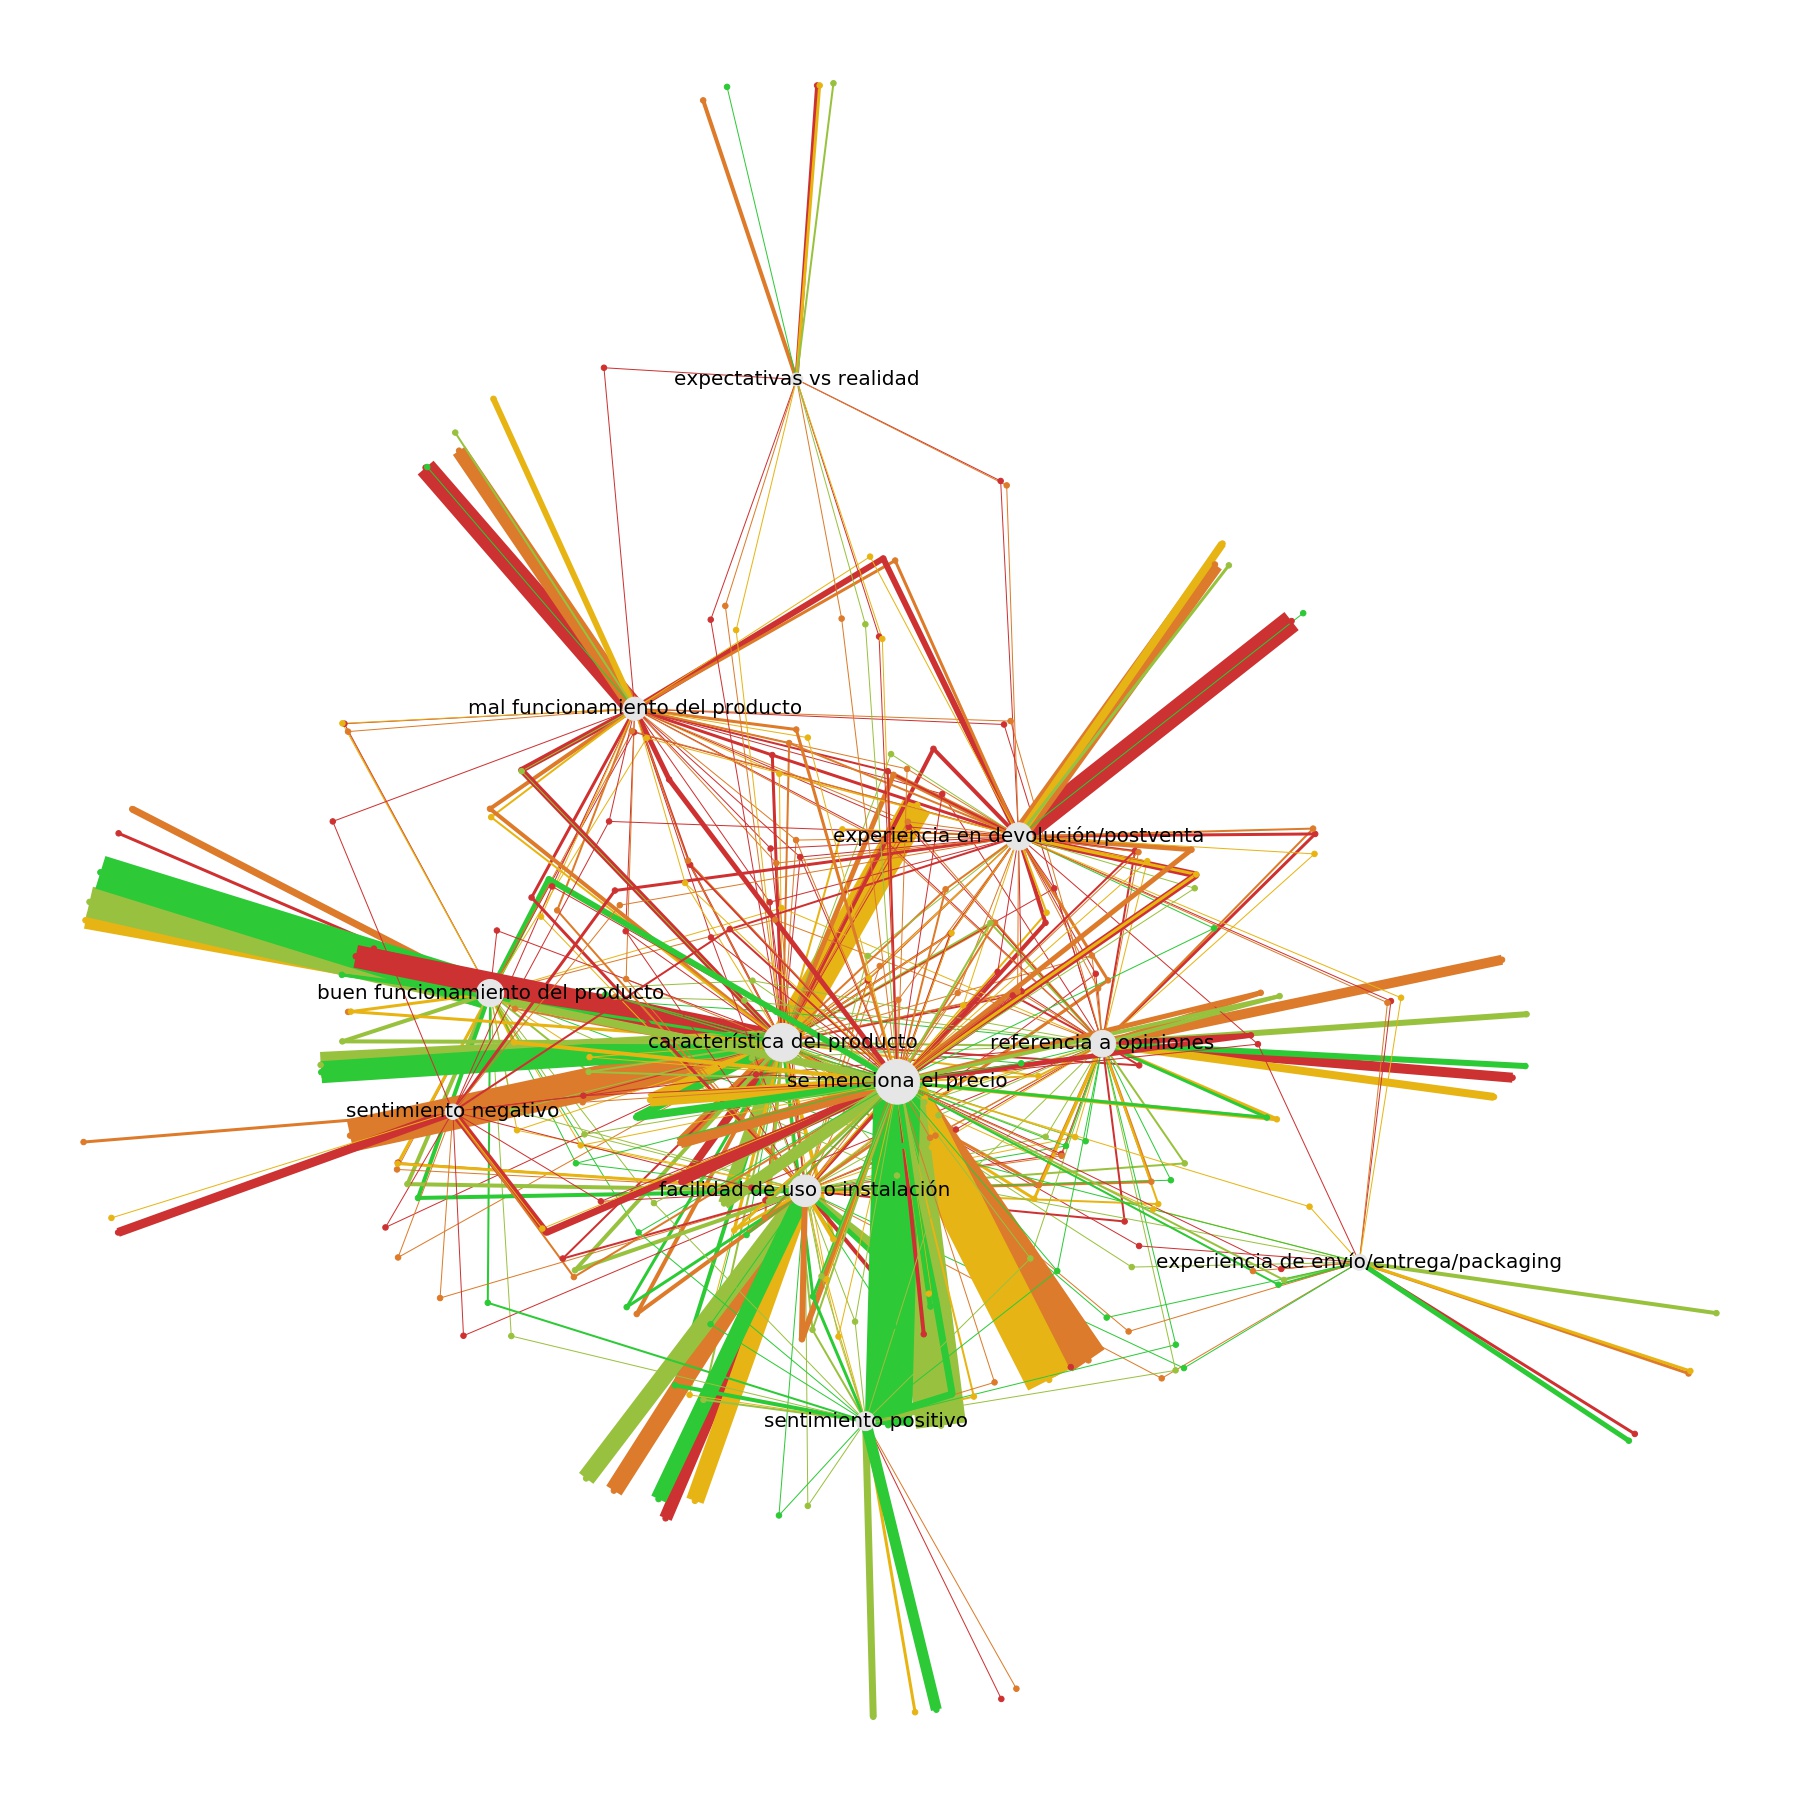 expectativas vs realidad
mal funcionamiento del producto
experiencia en devolución/postventa
buen funcionamiento del producto
característica del producto
referencia a opiniones
se menciona el precio
sentimiento negativo
facilidad de uso o instalación
experiencia de envío/entrega/packaging
sentimiento positivo